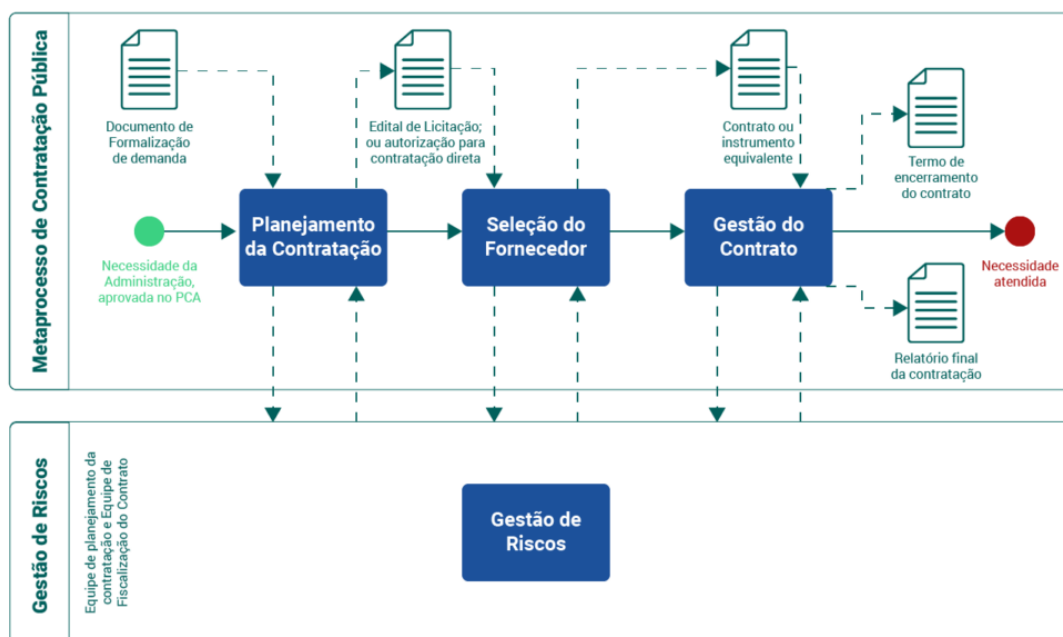 Metaprocesso de Contratação Pública
Documento de
Formalização
de demanda
Edital de Licitação;
ou autorização para
contratação direta
Contrato ou
instrumento
equivalente
Termo de
encerramento
do contrato
Necessidade da
Administração,
aprovada no PCA
Planejamento
da Contratação
Seleção do
Fornecedor
Gestão do
Contrato
Necessidade
atendida
Relatório final
da contratação
Gestão de Riscos
Equipe de planejamento da
contratação e Equipe de
Fiscalização do Contrato
Gestão de
Riscos